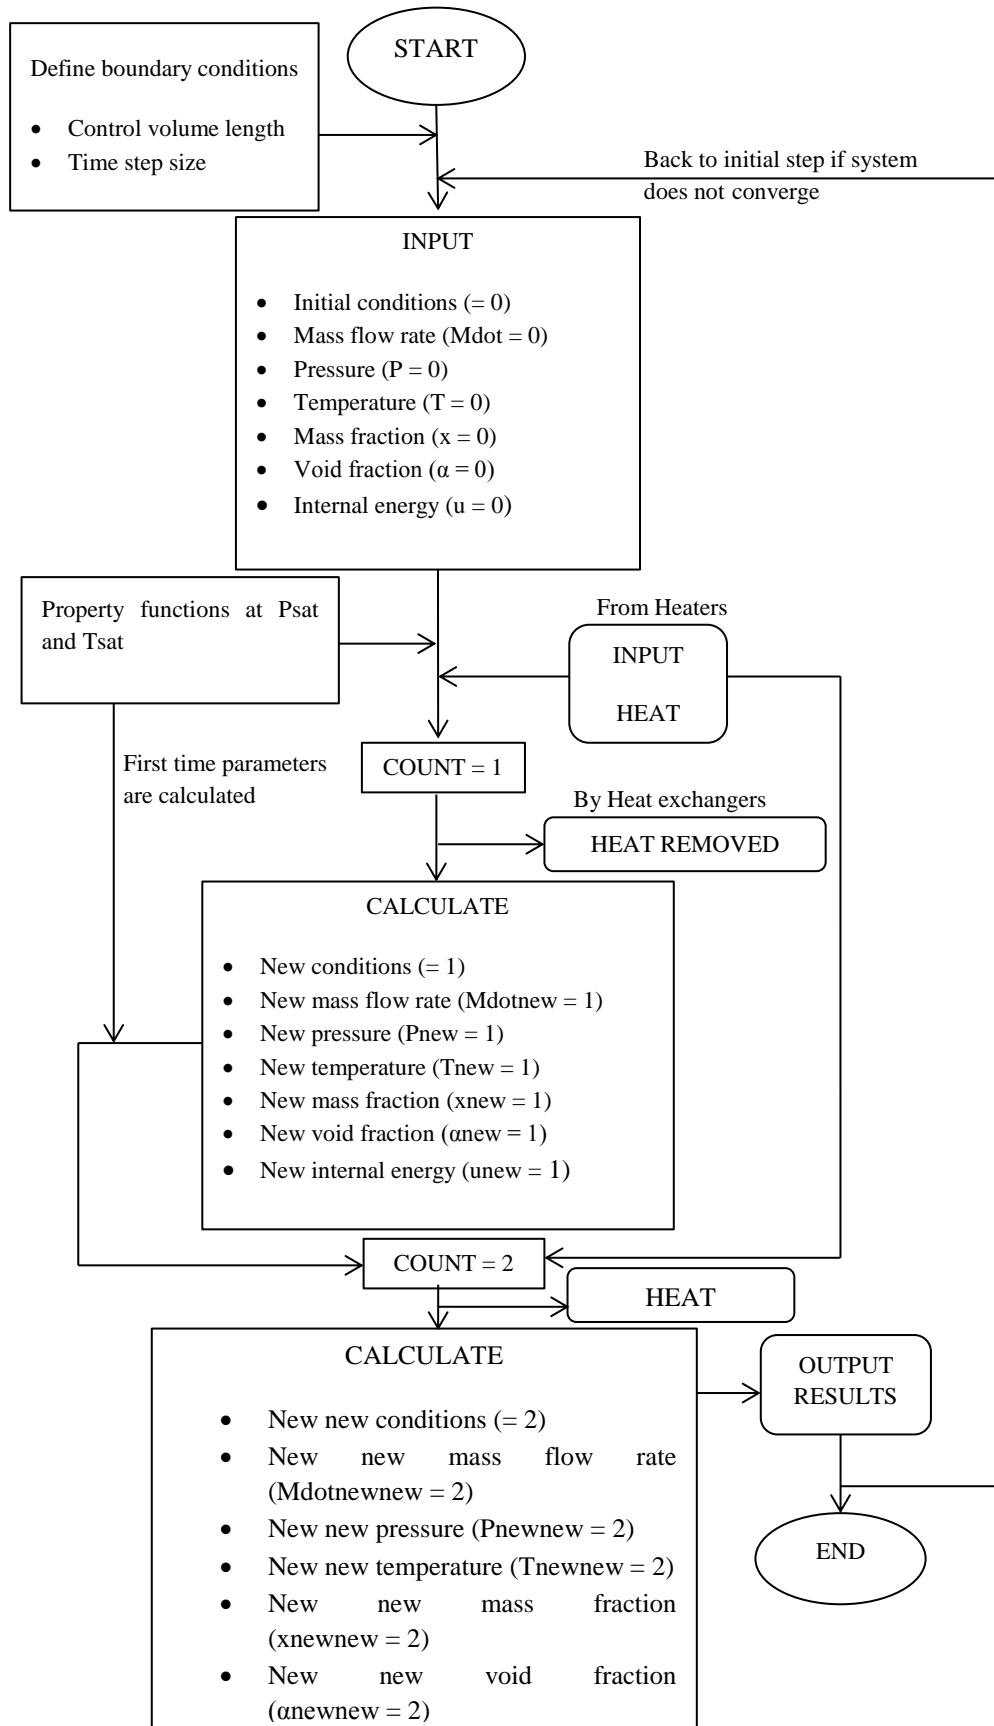 START
Define boundary conditions
• Control volume length
• Time step size
Back to initial step if system
does not converge
INPUT
• Initial conditions (= 0)
• Mass flow rate (Mdot = 0)
• Pressure (P = 0)
• Temperature (T = 0)
• Mass fraction (x = 0)
• Void fraction (α = 0)
• Internal energy (u = 0)
Property functions at Psat
and Tsat
From Heaters
INPUT
HEAT
First time parameters
are calculated
COUNT = 1
By Heat exchangers
HEAT REMOVED
CALCULATE
• New conditions (= 1)
• New mass flow rate (Mdotnew = 1)
• New pressure (Pnew = 1)
• New temperature (Tnew = 1)
• New mass fraction (xnew = 1)
• New void fraction (αnew = 1)
• New internal energy (unew = 1)
COUNT = 2
HEAT
CALCULATE
• New new conditions (= 2)
• New new mass flow rate
(Mdotnewnew = 2)
• New new pressure (Pnewnew = 2)
• New new temperature (Tnewnew = 2)
• New new mass fraction
(xnewnew = 2)
• New new void fraction
(αnewnew = 2)
OUTPUT
RESULTS
END